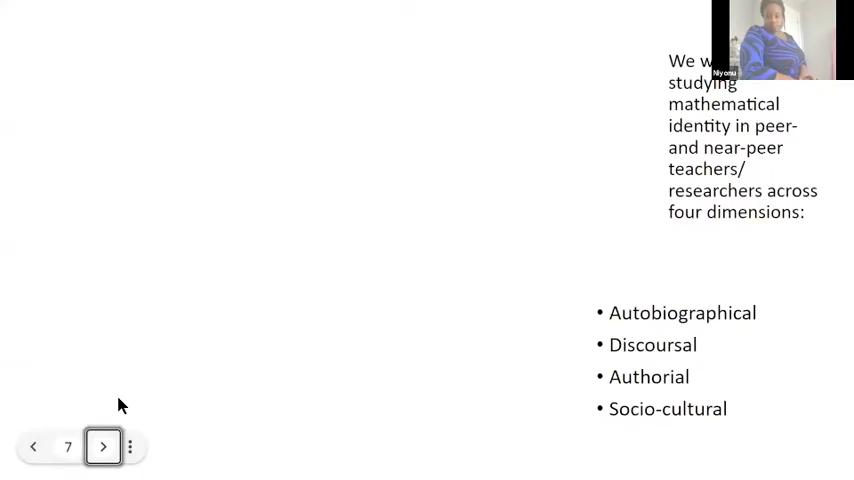 We w
Niyonu
studying
mathematical
identity in peer-
and near-peer
teachers/
researchers across
four dimensions:
• Autobiographical
• Discoursal
• Authorial
• Socio-cultural
7